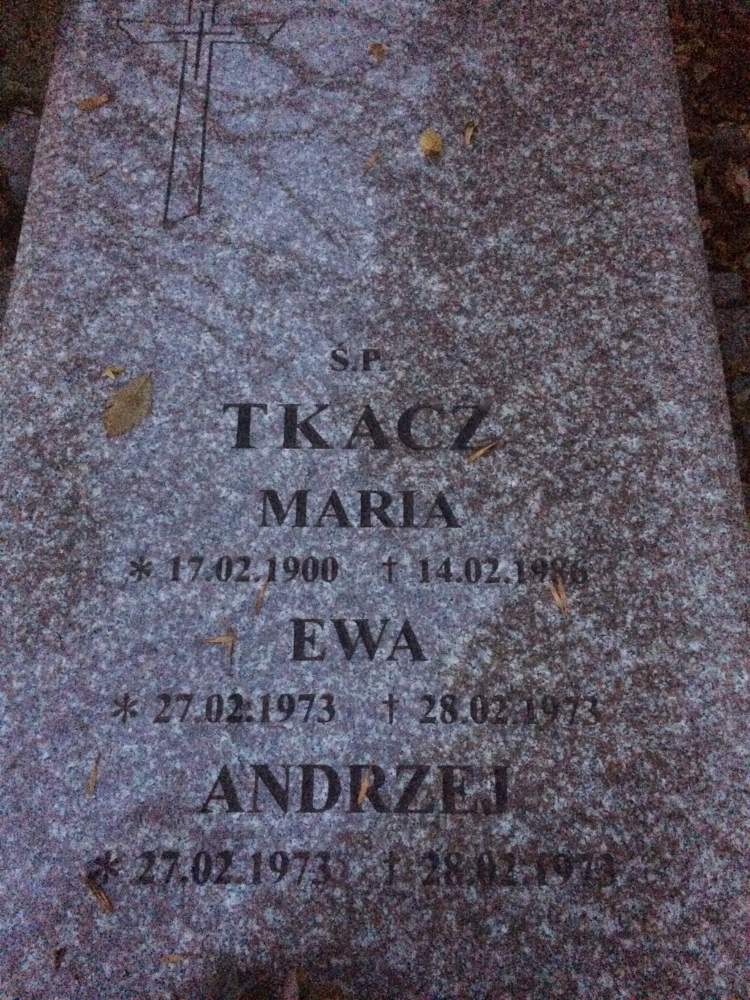 Ś.P.
TKACZ
MARIA
* 17.02.1900 † 14.02.1986
EWA
* 27.02.1973 † 28.02.1973
ANDRZEJ
* 27.02.1973 † 28.02.1973